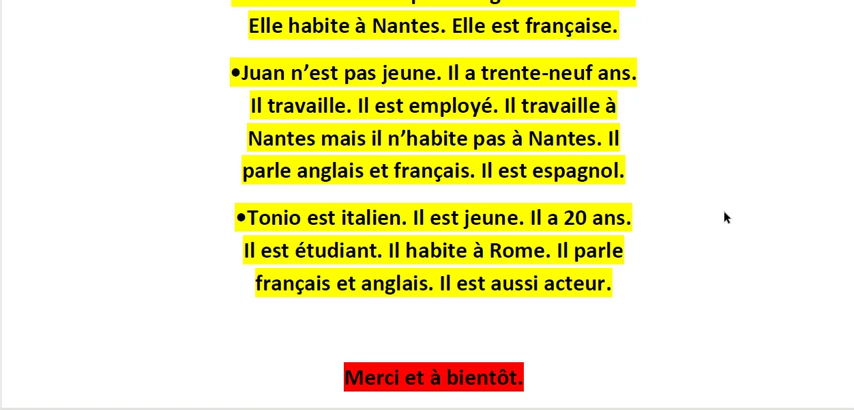 Elle habite à Nantes. Elle est française.
•Juan n’est pas jeune. Il a trente-neuf ans.
Il travaille. Il est employé. Il travaille à
Nantes mais il n’habite pas à Nantes. Il
parle anglais et français. Il est espagnol.
•Tonio est italien. Il est jeune. Il a 20 ans.
Il est étudiant. Il habite à Rome. Il parle
français et anglais. Il est aussi acteur.
Merci et à bientôt.